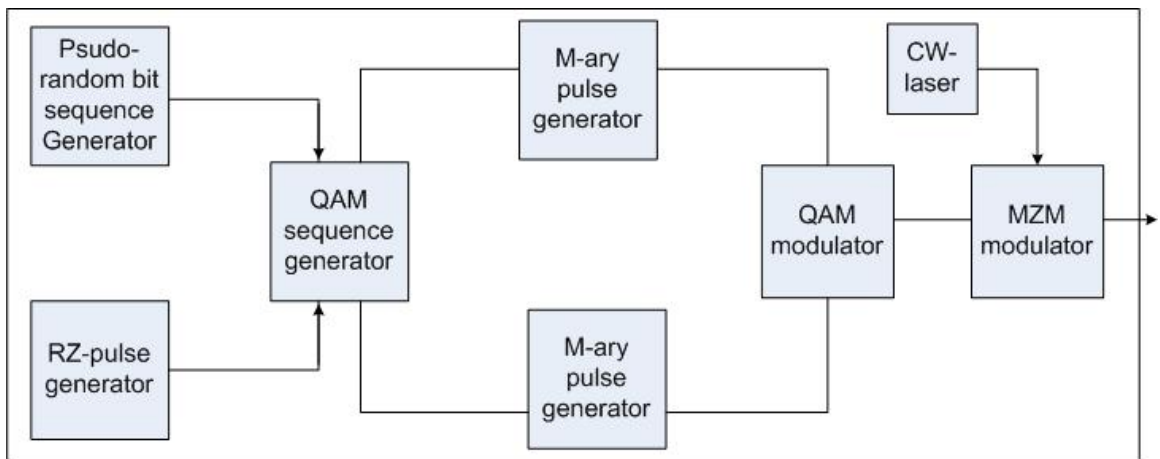 Psudo-
random bit
sequence
Generator
M-ary
pulse
generator
CW-
laser
QAM
sequence
generator
QAM
modulator
MZM
modulator
RZ-pulse
generator
M-ary
pulse
generator